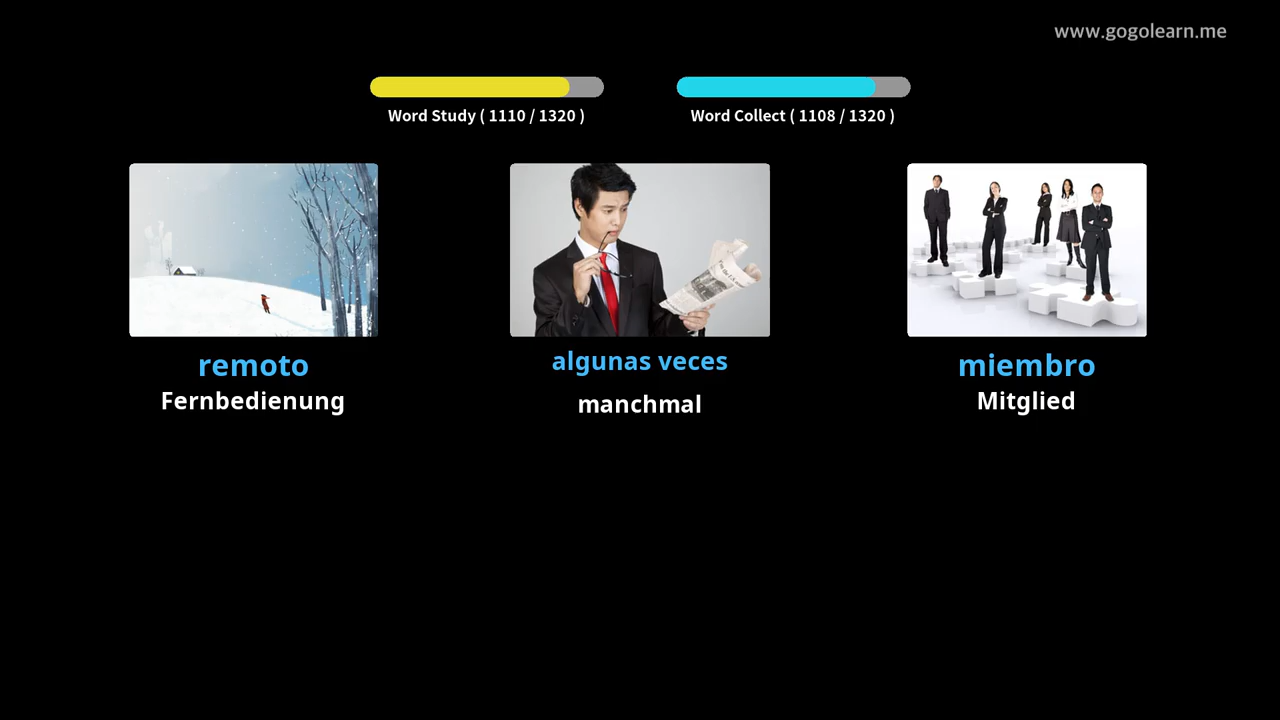 www.gogolearn.me
Word Study ( 1110 / 1320 )
Word Collect ( 1108 / 1320 )
remoto
Fernbedienung
algunas veces
manchmal
miembro
Mitglied